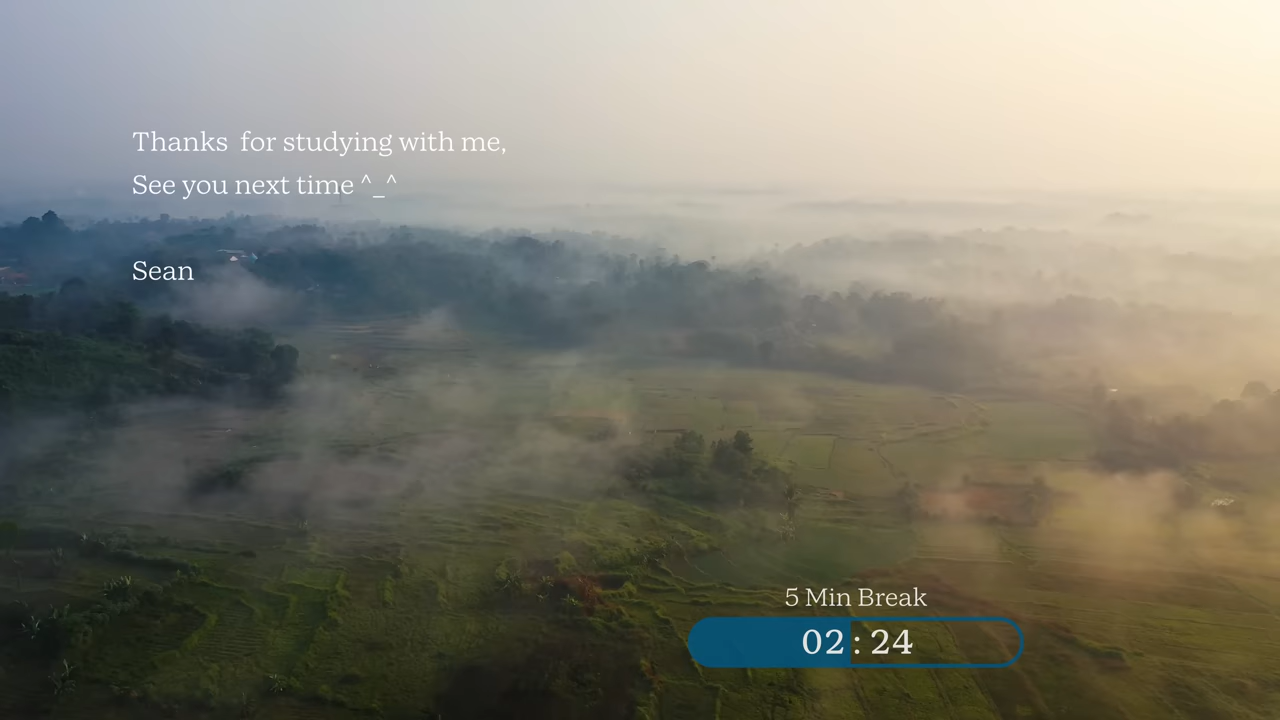 Thanks  for studying with me,
See you next time ^_^
Sean
5 Min Break
02 : 24